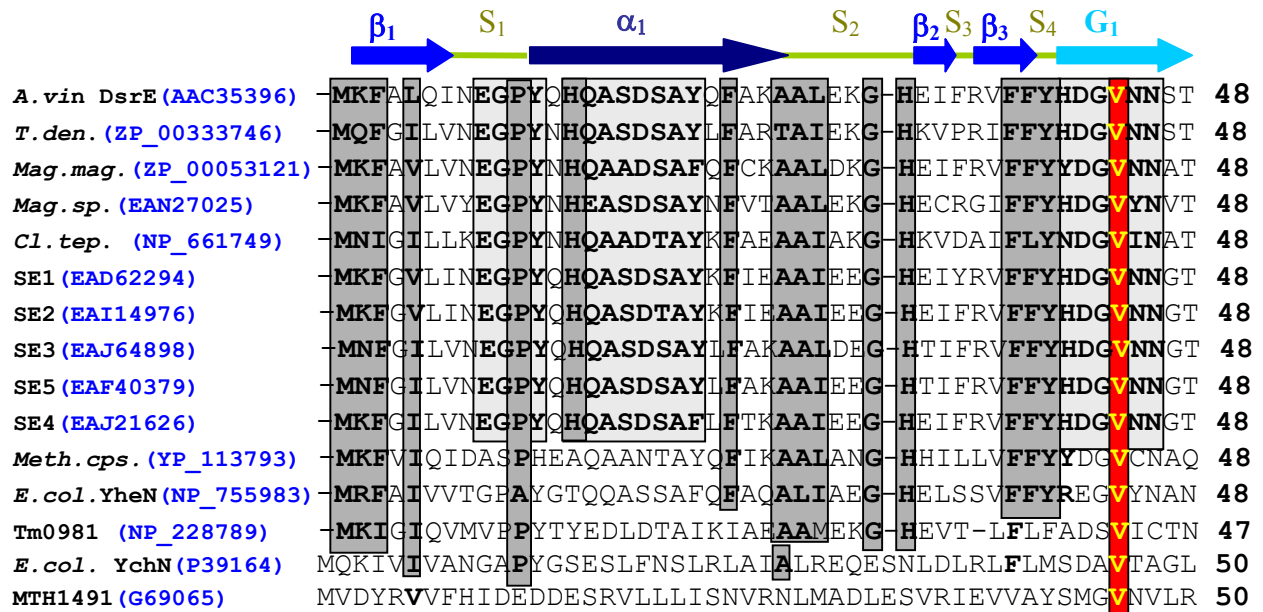 β1 S1 α1 S2 β2 S3 β3 S4 G1
A.vin DsrE(AAC35396) -MKFALQINEGPYQHQASDSAYQFAKAALEKG-HEIFRVFFYHDGVNNST 48
T.den.(ZP_00333746) -MQFGILVNEGPYNHQASDSAYLFARTAIEKG-HKVPRIFFYHDGVNNST 48
Mag.mag.(ZP_00053121) -MKFAVLVNEGPYNHQAADSAFQFCKAALDKG-HEIFRVFFYYDGVNNAT 48
Mag.sp.(EAN27025) -MKFAVLVYEGPYNHEASDSAYNFVTAALEKG-HECRGIFFYHDGVYNVT 48
Cl.tep. (NP_661749) -MNIGILLKEGPYNHQAADTAYKFAEAAIAKG-HKVDAIFLYNDGVINAT 48
SE1(EAD62294) -MKFGVLINEGPYQHQASDSAYKFIEAAIEEG-HEIYRVFFYHDGVNNGT 48
SE2(EAI14976) -MKFGVLINEGPYQHQASDTAYKFIEAAIEEG-HEIFRVFFYHDGVNNGT 48
SE3(EAJ64898) -MNFGILVNEGPYQHQASDSAYLFAKAALDEG-HTIFRVFFYHDGVNNGT 48
SE5(EAF40379) -MNFGILVNEGPYQHQASDSAYLFAKAAIEEG-HTIFRVFFYHDGVNNGT 48
SE4(EAJ21626) -MKFGILVNEGPYQHQASDSAFLFTKAAIEEG-HEIFRVFFYHDGVNNGT 48
Meth.cps.(YP_113793) -MKFVIQIDASPHEAQAANTAYQFIKAALANG-HHILLVFFYYDGVCNAQ 48
E.col.YheN(NP_755983) -MRFAIVVTGPAYGTQQASSAFQFAQALIAEG-HELSSVFFYREGVYNAN 48
Tm0981 (NP_228789) -MKIGIQVMVPPYTYEDLDTAIKIAEAAMEKG-HEVT-LFLFADSVICTN 47
E.col. YchN(P39164) MQKIVIVANGAPYGSESLFNSLRLAIALREQESNLDLRLFLMSDAVTAGL 50
MTH1491(G69065) MVDYRVVFHIDEDDESRVLLLISNVRNLMADLESVRIEVVAYSMGVNVLR 50